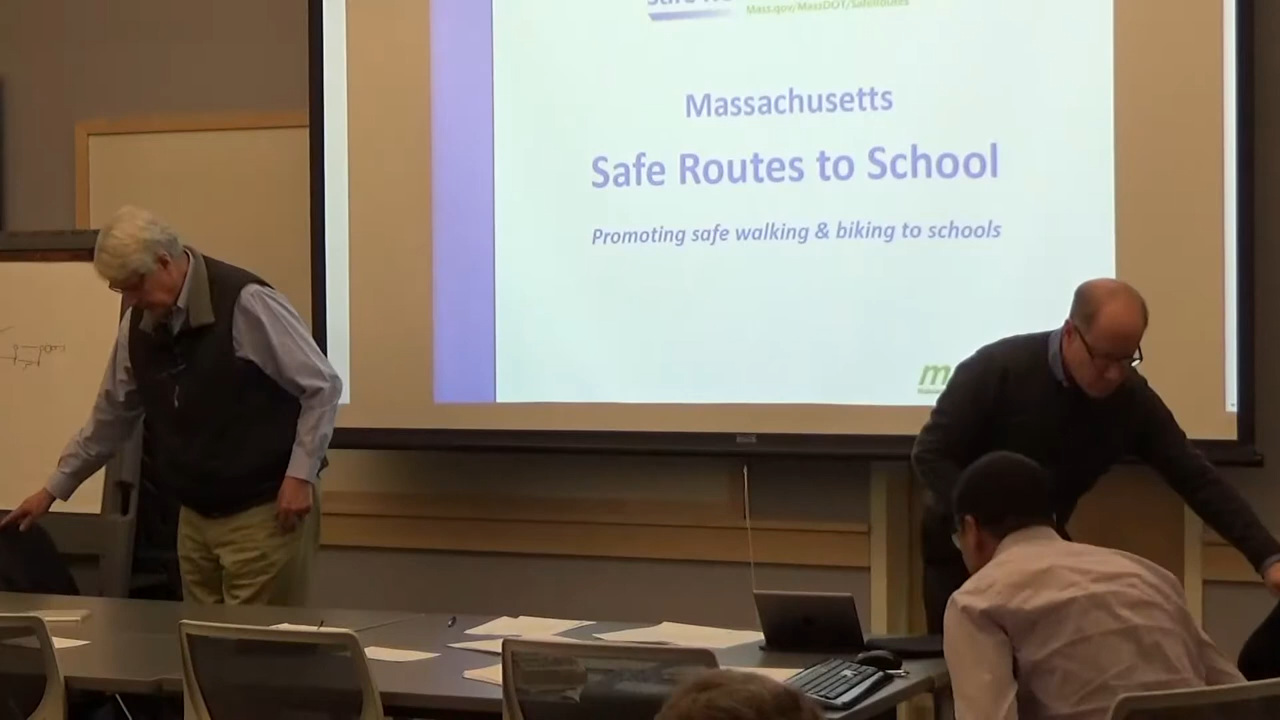 Mass.gov/MassDOT/SafeRoutes
Massachusetts
Safe Routes to School
Promoting safe walking & biking to schools